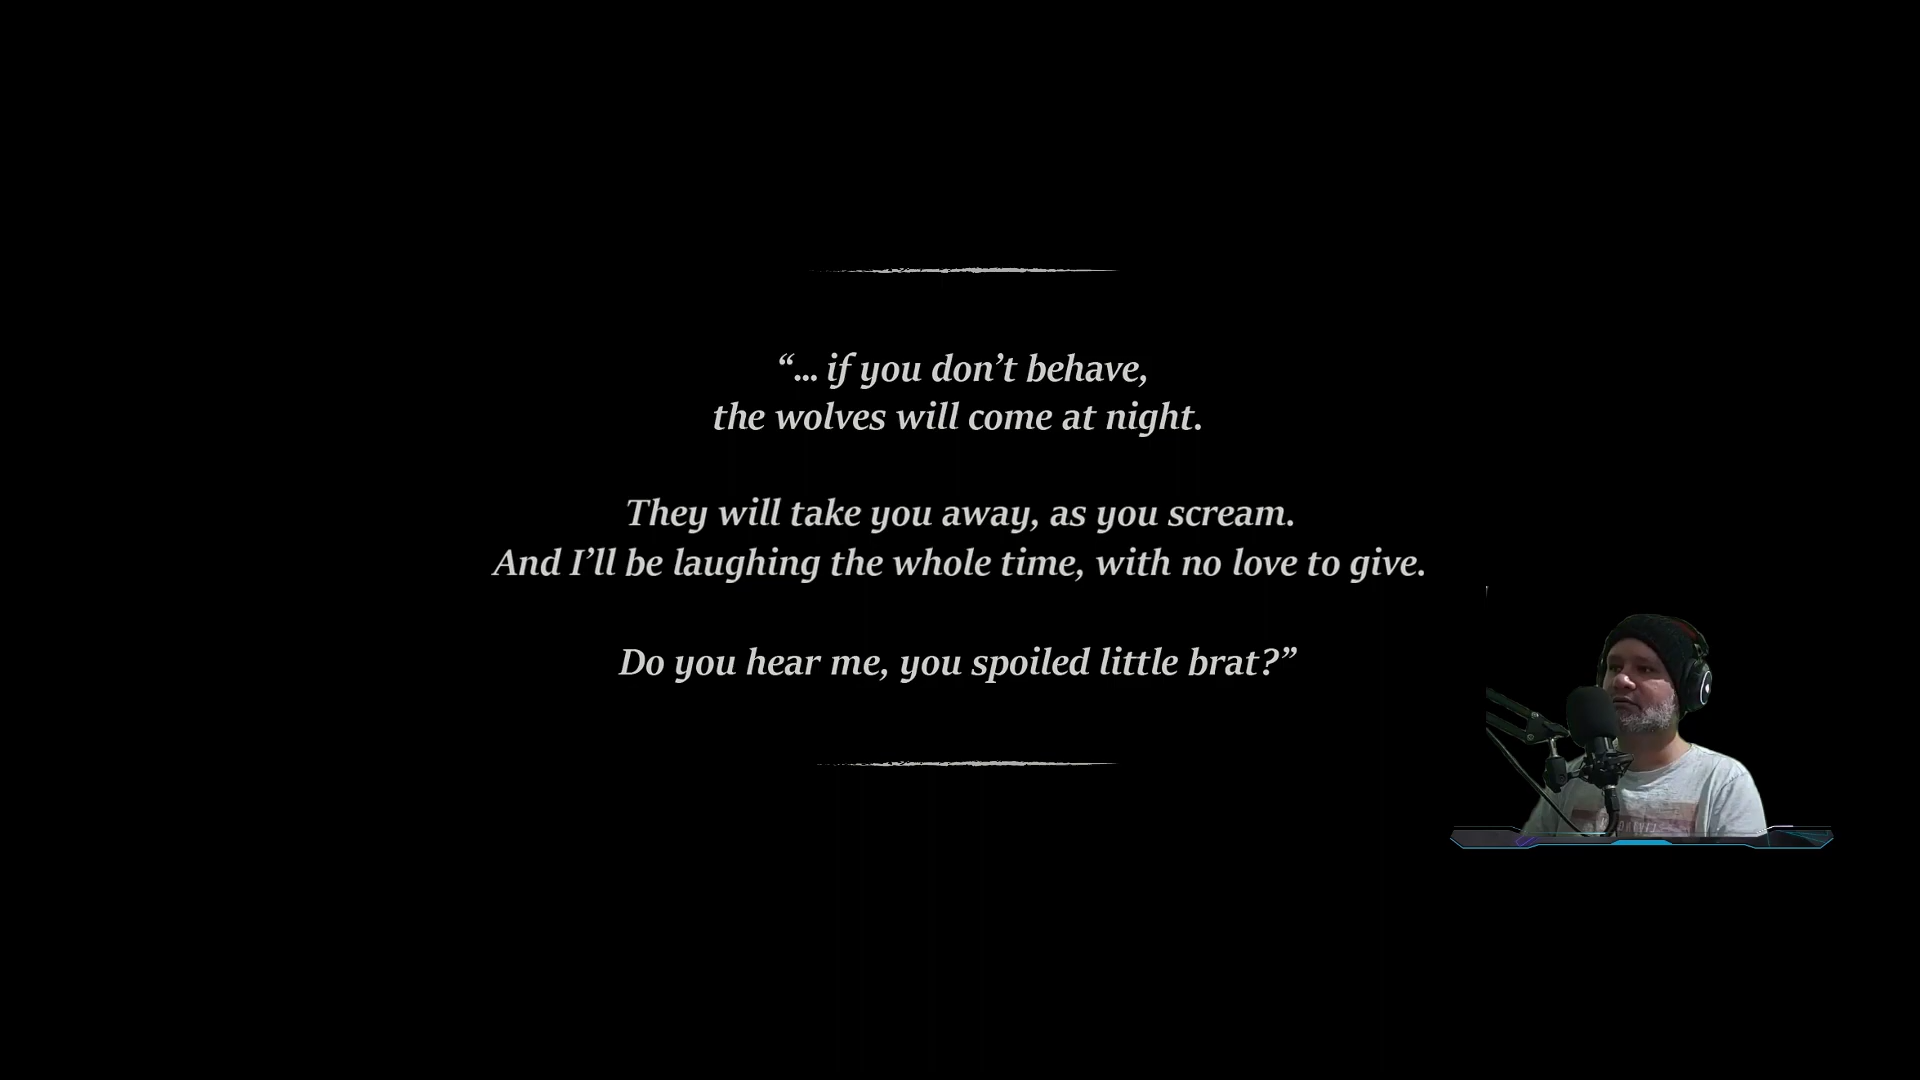 “... if you don’t behave,
the wolves will come at night.
They will take you away, as you scream.
And I’ll be laughing the whole time, with no love to give.
Do you hear me, you spoiled little brat?”